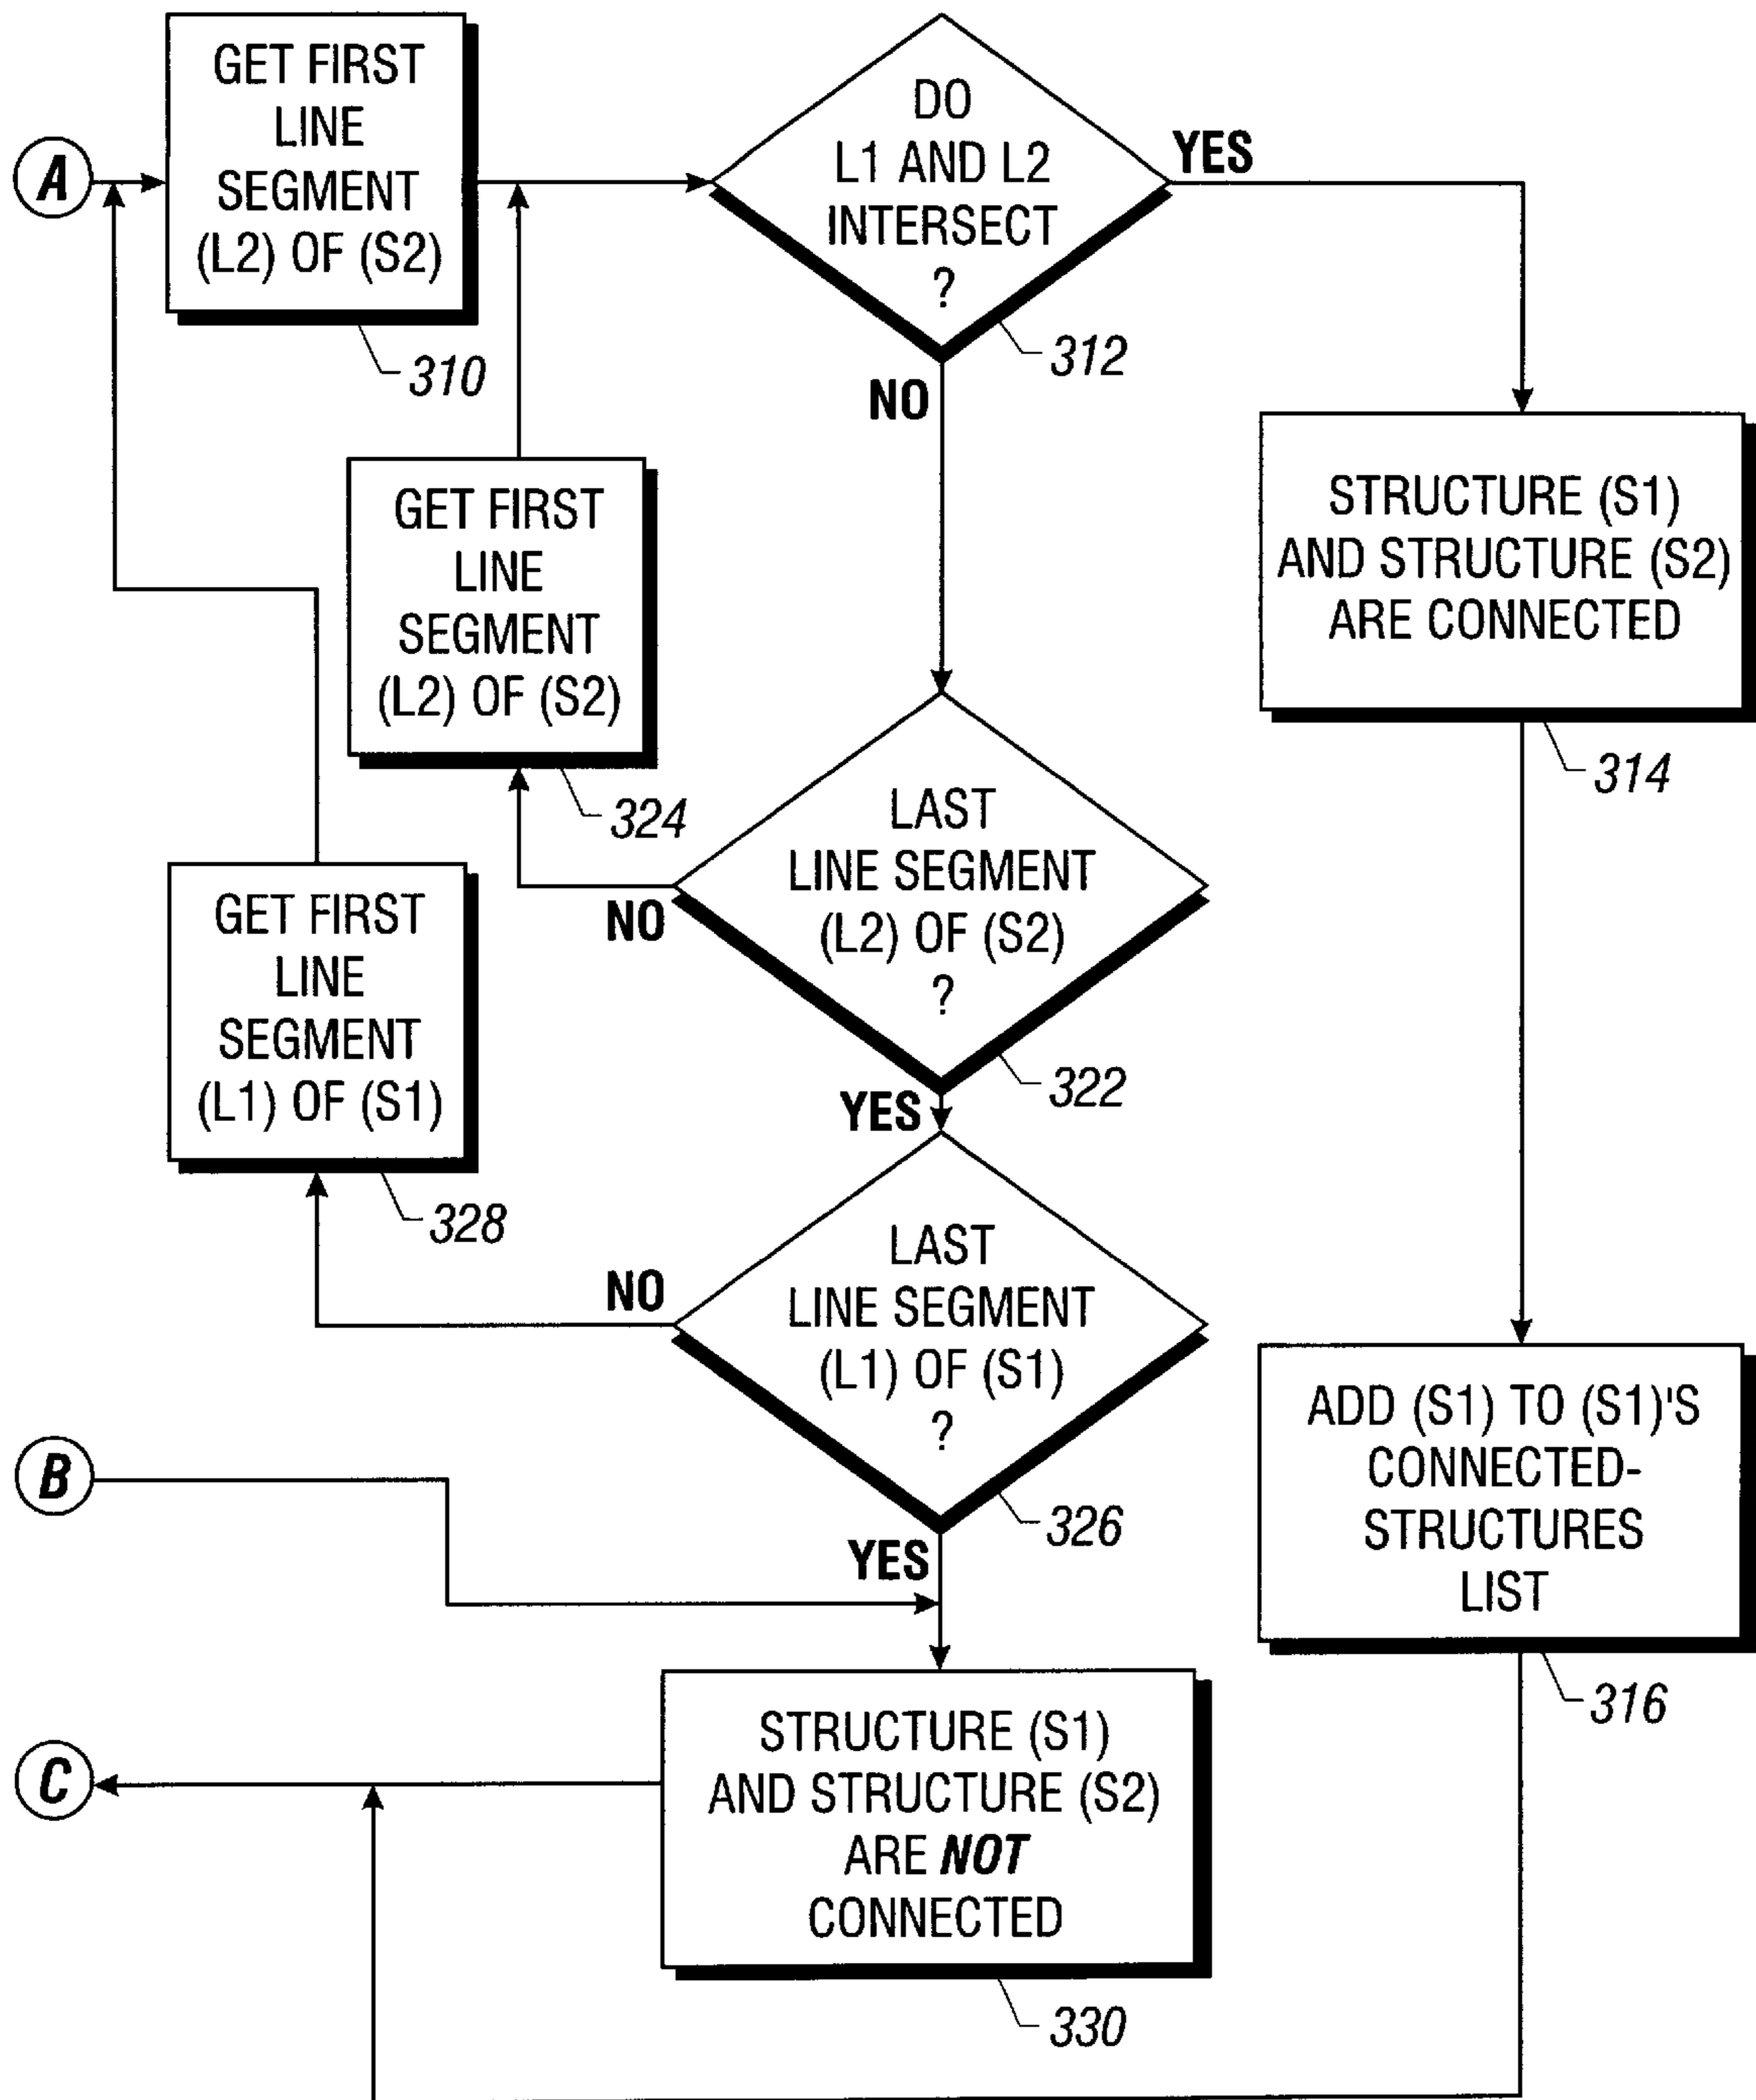 A
GET FIRST
LINE
SEGMENT
(L2) OF (S2)
310
DO
L1 AND L2
INTERSECT
?
312
YES
NO
STRUCTURE (S1)
AND STRUCTURE (S2)
ARE CONNECTED
314
GET FIRST
LINE
SEGMENT
(L2) OF (S2)
324
LAST
LINE SEGMENT
(L2) OF (S2)
?
322
NO
YES
GET FIRST
LINE
SEGMENT
(L1) OF (S1)
328
LAST
LINE SEGMENT
(L1) OF (S1)
?
326
NO
YES
ADD (S1) TO (S1)'S
CONNECTED-
STRUCTURES
LIST
316
B
STRUCTURE (S1)
AND STRUCTURE (S2)
ARE NOT
CONNECTED
330
C